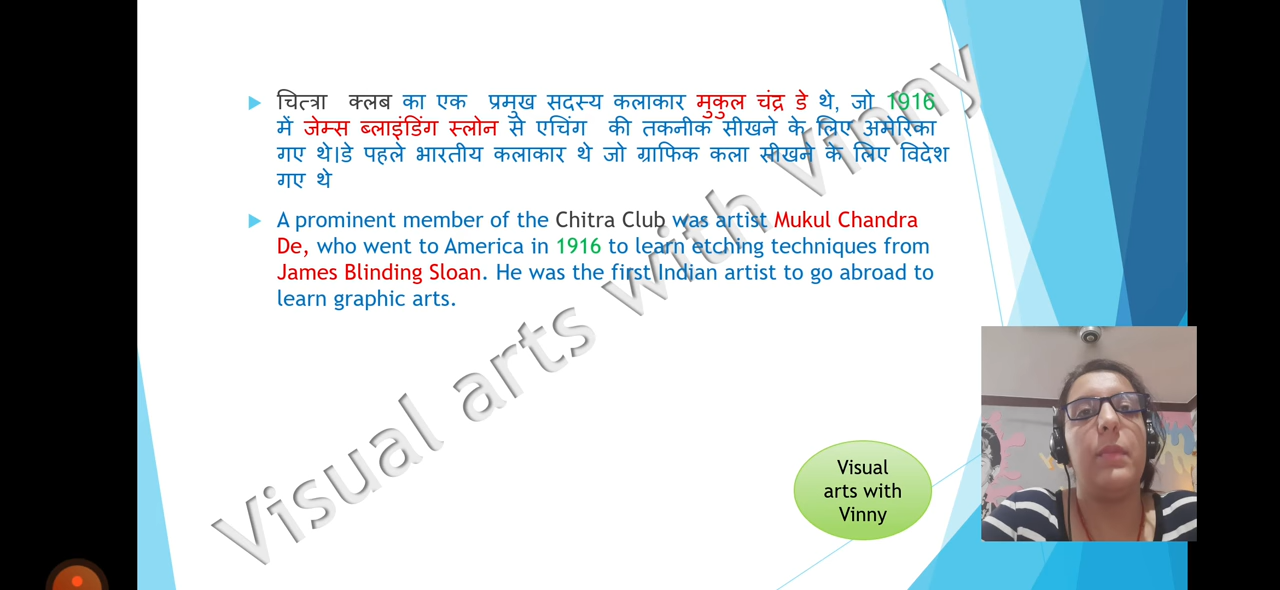 चित्रा क्लब का एक प्रमुख सदस्य कलाकार मुकुल चंद्र डे थे, जो 1916
में जेम्स ब्लाइंडिंग स्लोन से एचिंग की तकनीक सीखने के लिए अमेरिका
गए थे।डे पहले भारतीय कलाकार थे जो ग्राफिक कला सीखने के लिए विदेश
गए थे
A prominent member of the Chitra Club was artist Mukul Chandra
De, who went to America in 1916 to learn etching techniques from
James Blinding Sloan. He was the first Indian artist to go abroad to
learn graphic arts.
Visual arts with Vinny
Visual
arts with
Vinny